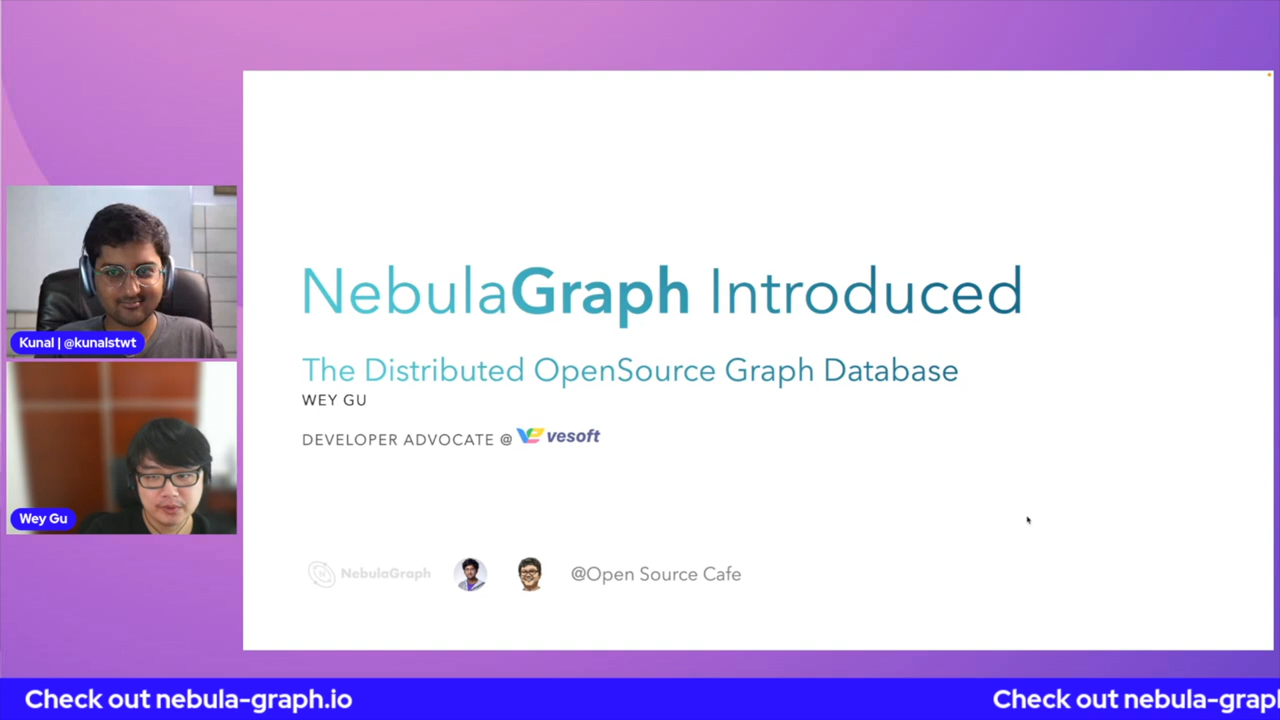 NebulaGraph Introduced
The Distributed OpenSource Graph Database
WEY GU
DEVELOPER ADVOCATE @ vesoft
NebulaGraph
@Open Source Cafe
Kunal | @kunalstwt
Wey Gu
Check out nebula-graph.io
Check out nebula-grap